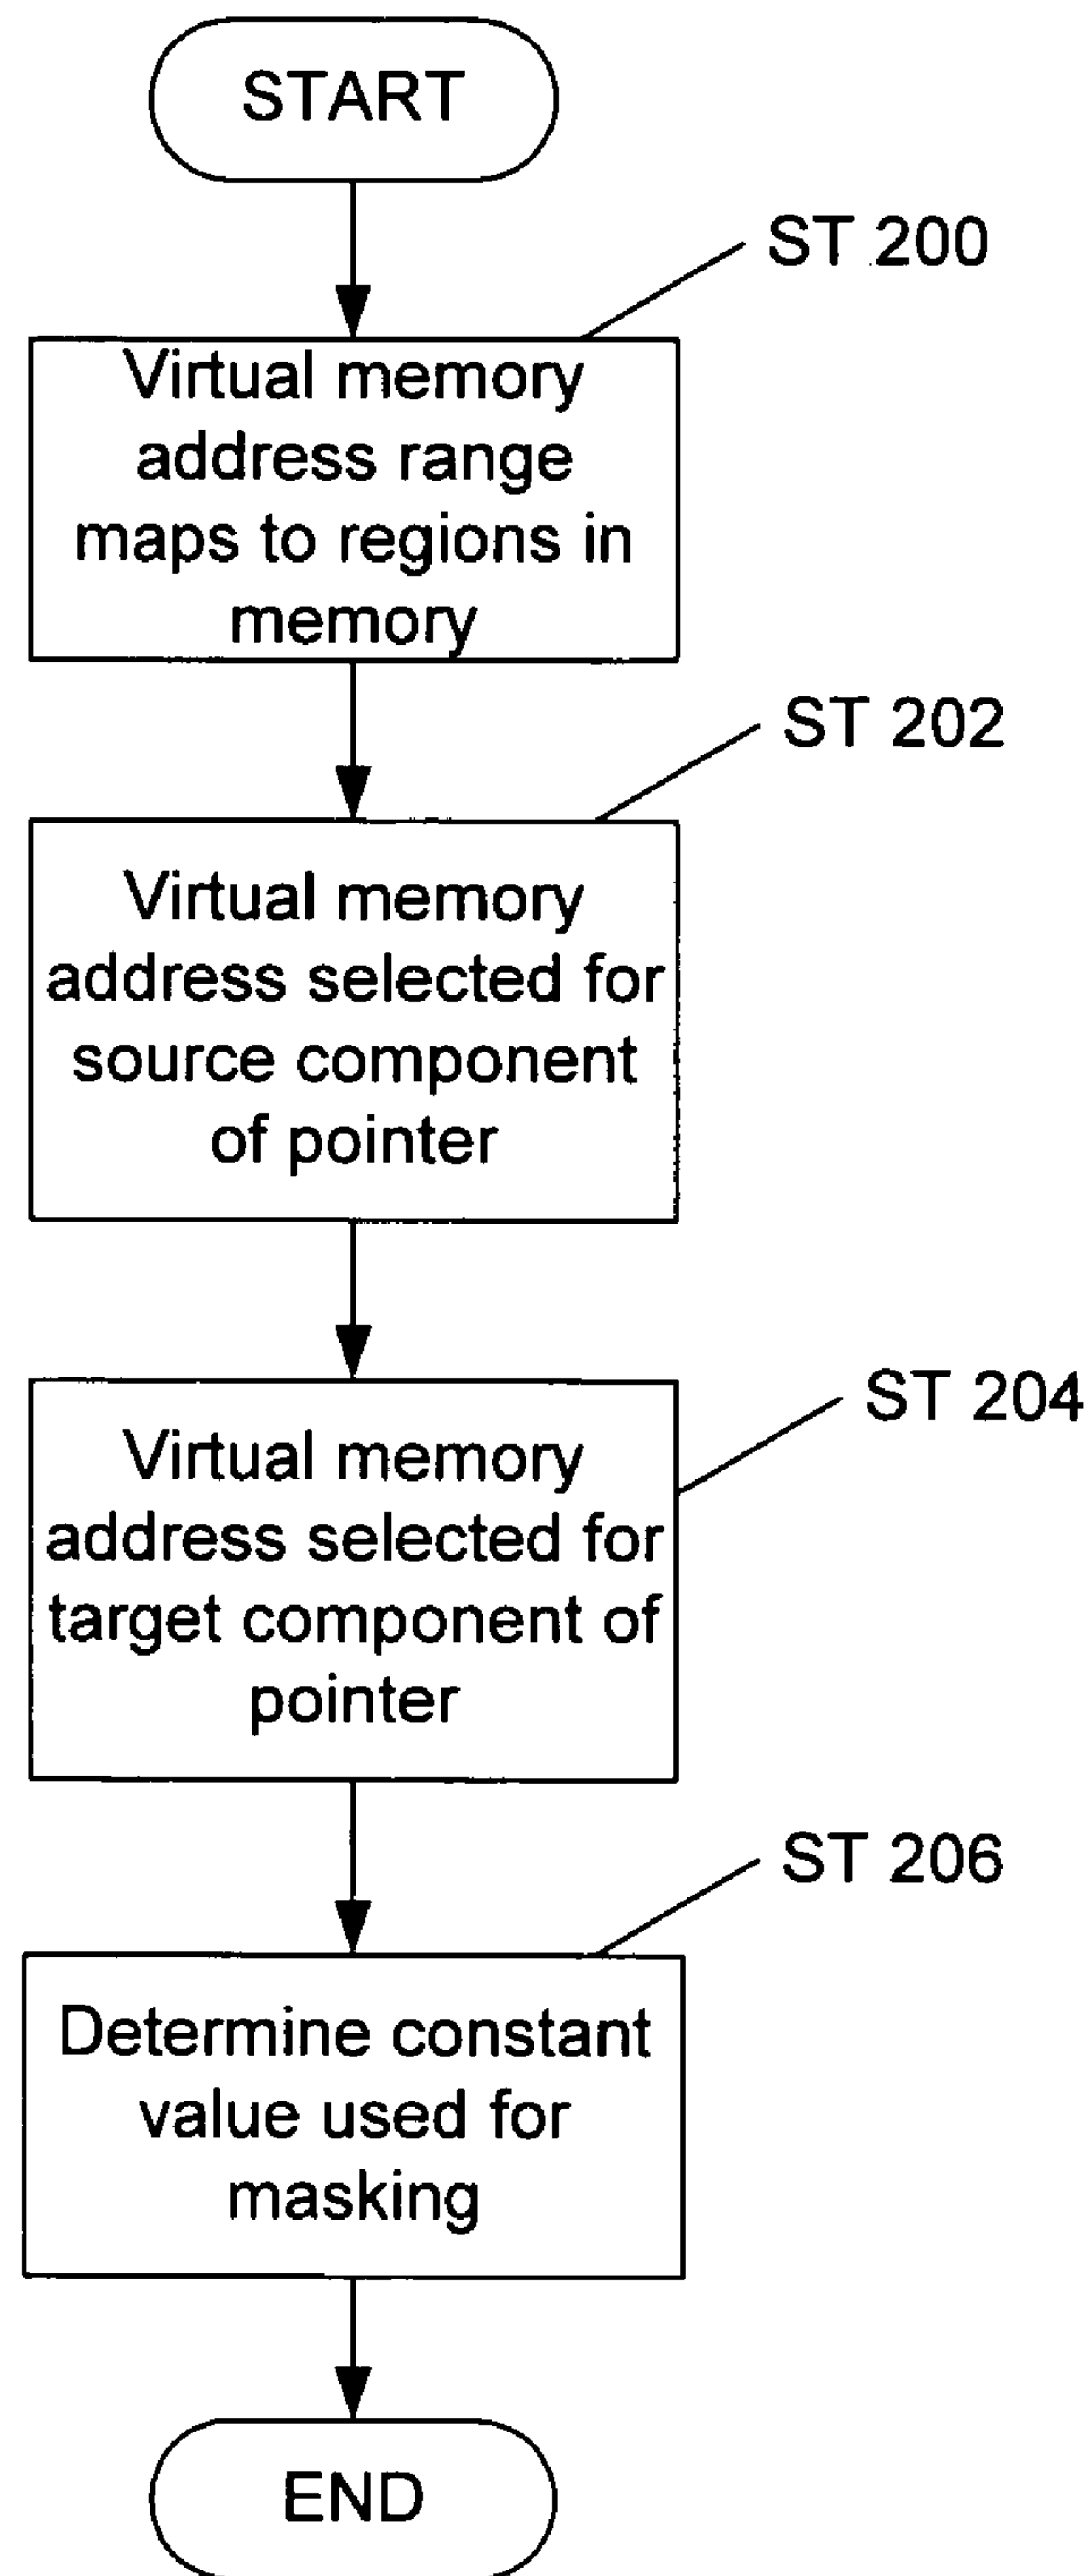 START
ST 200
Virtual memory
address range
maps to regions in
memory
ST 202
Virtual memory
address selected for
source component
of pointer
ST 204
Virtual memory
address selected for
target component of
pointer
ST 206
Determine constant
value used for
masking
END